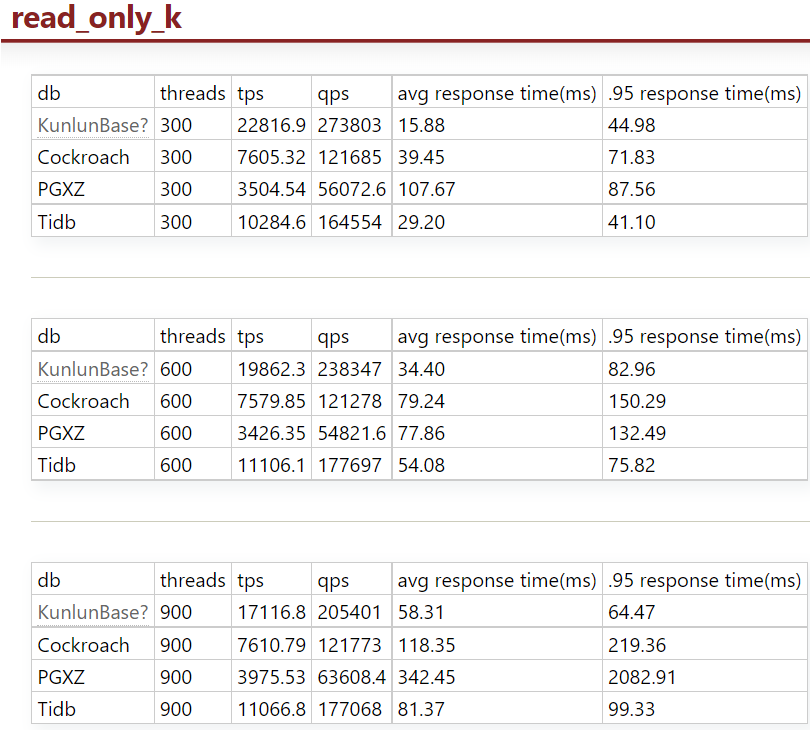 read_only_k
db threads tps qps avg response time(ms) .95 response time(ms)
KunlunBase? 300 22816.9 273803 15.88 44.98
Cockroach 300 7605.32 121685 39.45 71.83
PGXZ 300 3504.54 56072.6 107.67 87.56
Tidb 300 10284.6 164554 29.20 41.10
db threads tps qps avg response time(ms) .95 response time(ms)
KunlunBase? 600 19862.3 238347 34.40 82.96
Cockroach 600 7579.85 121278 79.24 150.29
PGXZ 600 3426.35 54821.6 77.86 132.49
Tidb 600 11106.1 177697 54.08 75.82
db threads tps qps avg response time(ms) .95 response time(ms)
KunlunBase? 900 17116.8 205401 58.31 64.47
Cockroach 900 7610.79 121773 118.35 219.36
PGXZ 900 3975.53 63608.4 342.45 2082.91
Tidb 900 11066.8 177068 81.37 99.33